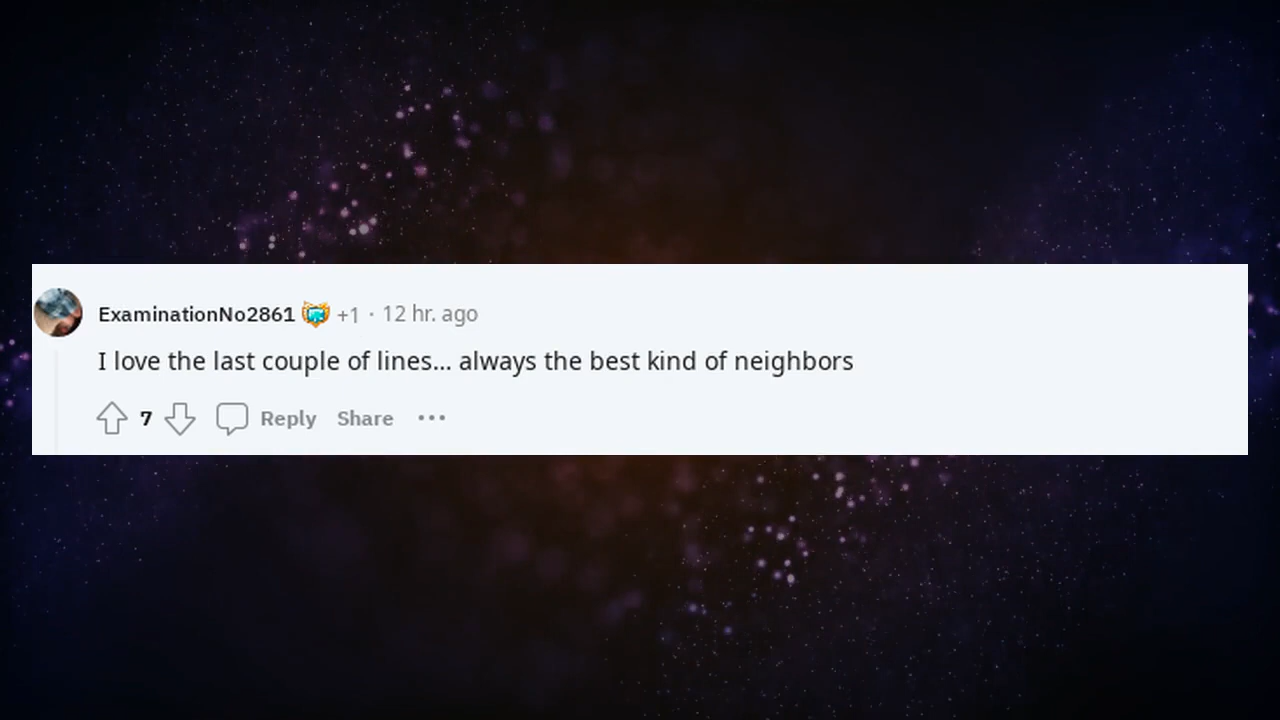 ExaminationNo2861 +1 · 12 hr. ago
I love the last couple of lines... always the best kind of neighbors
7 Reply Share ···